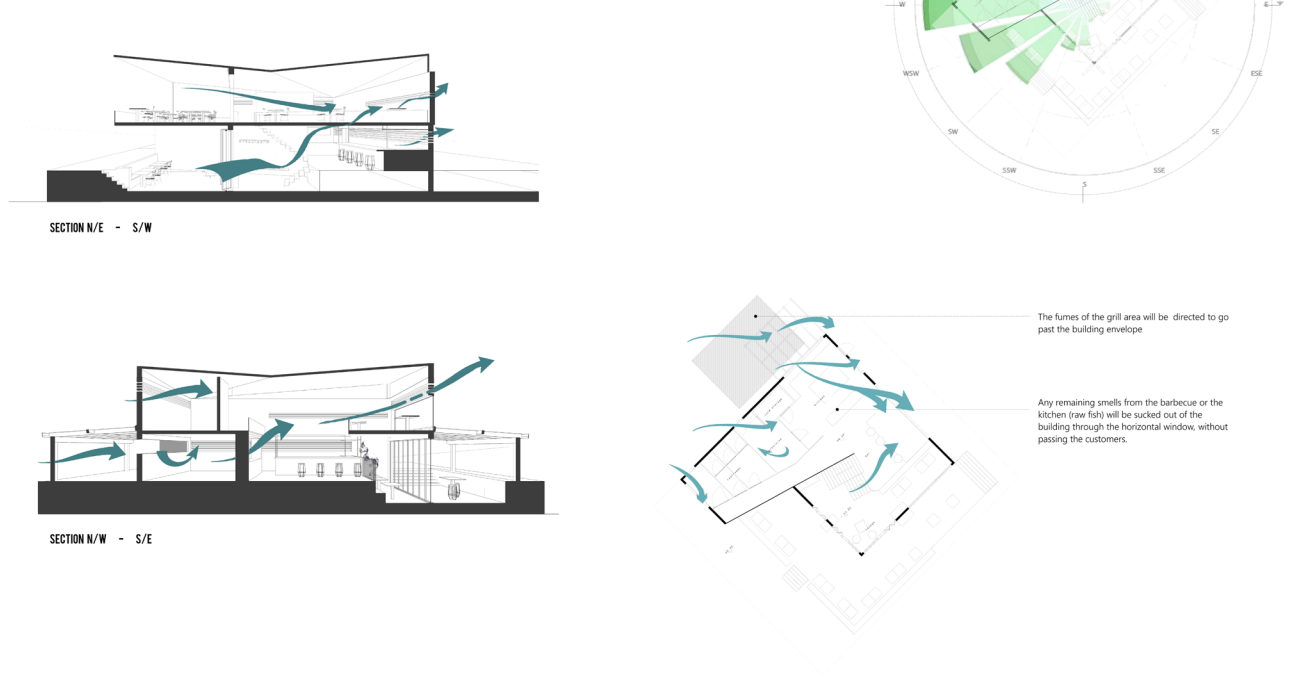 W
E
WSW
ESE
SW
SE
SSW
SSE
S
SECTION N/E - S/W
The fumes of the grill area will be directed to go
past the building envelope
Any remaining smells from the barbecue or the
kitchen (raw fish) will be sucked out of the
building through the horizontal window, without
passing the customers.
SECTION N/W - S/E